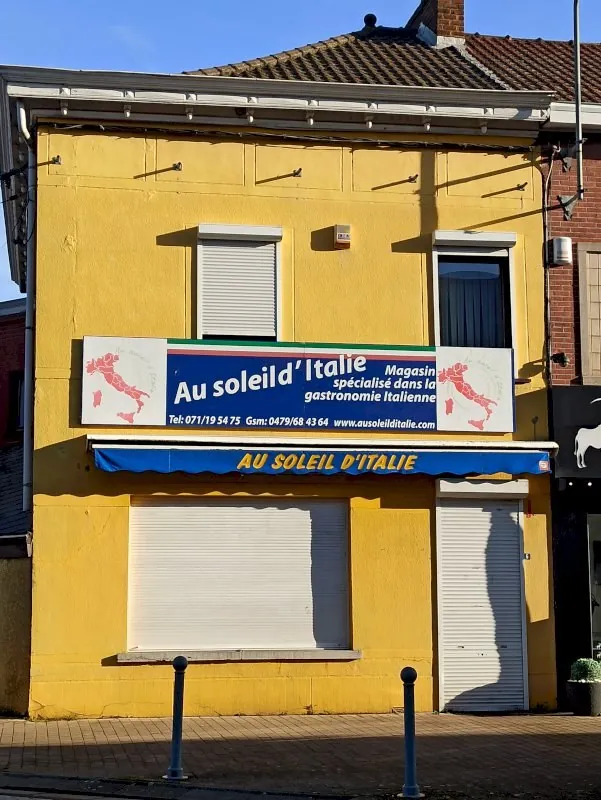 Au soleil d'Italie
Magasin
spécialisé dans la
gastronomie Italienne
Tel: 071/19 54 75 Gsm: 0479/68 43 64 www.ausoleilditalie.com
AU SOLEIL D'ITALIE